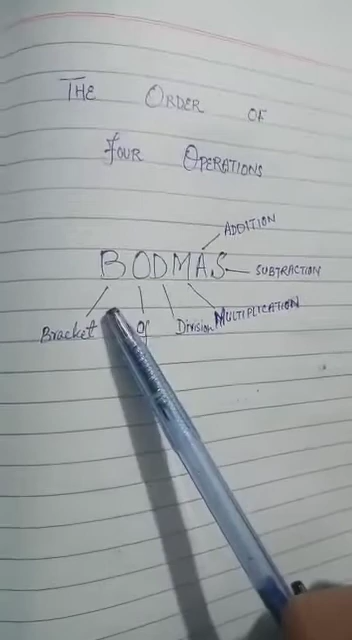 THE ORDER OF
FOUR OPERATIONS
ADDITION
BODMAS
SUBTRACTION
Bracket Of Division MULTIPLICATION